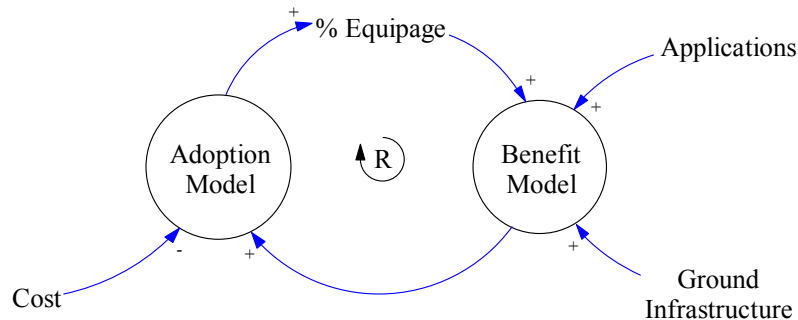 +
% Equipage
+
Applications
+
Adoption
Model
R
Benefit
Model
-
+
+
Cost
Ground
Infrastructure